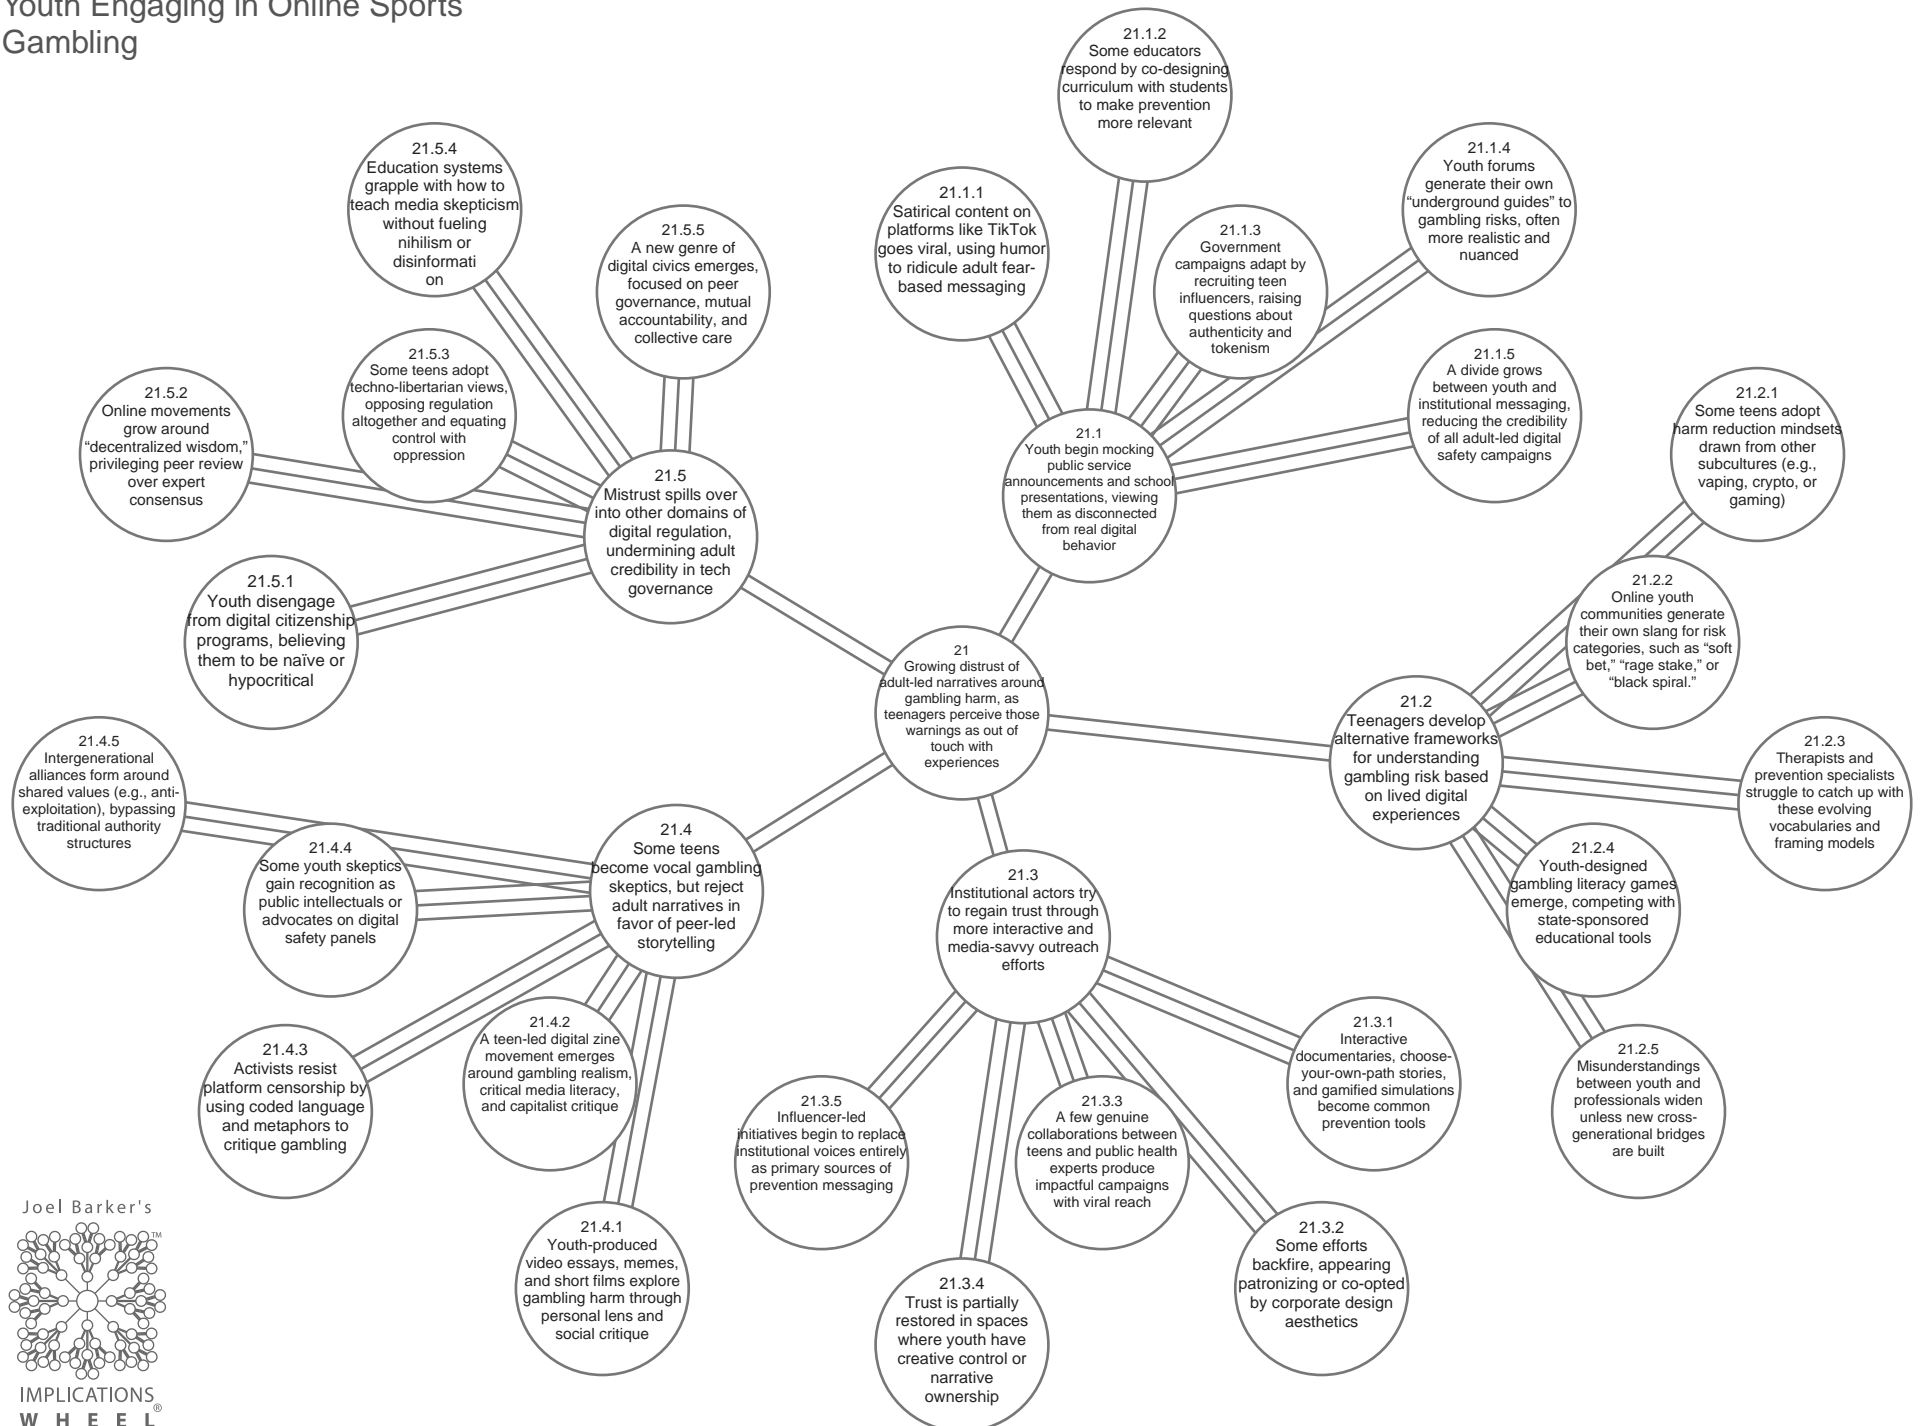 Youth Engaging in Online Sports
Gambling
21.1.2
Some educators
respond by co-designing
curriculum with students
to make prevention
more relevant
21.5.4
Education systems
grapple with how to
teach media skepticism
without fueling
nihilism or
disinformati
on
21.1.4
Youth forums
generate their own
“underground guides” to
gambling risks, often
more realistic and
nuanced
21.1.1
Satirical content on
platforms like TikTok
goes viral, using humor
to ridicule adult fear-
based messaging
21.5.5
A new genre of
digital civics emerges,
focused on peer
governance, mutual
accountability, and
collective care
21.1.3
Government
campaigns adapt by
recruiting teen
influencers, raising
questions about
authenticity and
tokenism
21.5.3
Some teens adopt
techno-libertarian views,
opposing regulation
altogether and equating
control with
oppression
21.1.5
A divide grows
between youth and
institutional messaging,
reducing the credibility
of all adult-led digital
safety campaigns
21.5.2
Online movements
grow around
“decentralized wisdom,”
privileging peer review
over expert
consensus
21.2.1
Some teens adopt
harm reduction mindsets
drawn from other
subcultures (e.g.,
vaping, crypto, or
gaming)
21.1
Youth begin mocking
public service
announcements and school
presentations, viewing
them as disconnected
from real digital
behavior
21.5
Mistrust spills over
into other domains of
digital regulation,
undermining adult
credibility in tech
governance
21.5.1
Youth disengage
from digital citizenship
programs, believing
them to be naïve or
hypocritical
21.2.2
Online youth
communities generate
their own slang for risk
categories, such as “soft
bet,” “rage stake,” or
“black spiral.”
21
Growing distrust of
adult-led narratives around
gambling harm, as
teenagers perceive those
warnings as out of
touch with
experiences
21.2
Teenagers develop
alternative frameworks
for understanding
gambling risk based
on lived digital
experiences
21.4.5
Intergenerational
alliances form around
shared values (e.g., anti-
exploitation), bypassing
traditional authority
structures
21.2.3
Therapists and
prevention specialists
struggle to catch up with
these evolving
vocabularies and
framing models
21.4
Some teens
become vocal gambling
skeptics, but reject
adult narratives in
favor of peer-led
storytelling
21.4.4
Some youth skeptics
gain recognition as
public intellectuals or
advocates on digital
safety panels
21.3
Institutional actors try
to regain trust through
more interactive and
media-savvy outreach
efforts
21.2.4
Youth-designed
gambling literacy games
emerge, competing with
state-sponsored
educational tools
21.4.2
A teen-led digital zine
movement emerges
around gambling realism,
critical media literacy,
and capitalist critique
21.3.1
Interactive
documentaries, choose-
your-own-path stories,
and gamified simulations
become common
prevention tools
21.4.3
Activists resist
platform censorship by
using coded language
and metaphors to
critique gambling
21.2.5
Misunderstandings
between youth and
professionals widen
unless new cross-
generational bridges
are built
21.3.5
Influencer-led
initiatives begin to replace
institutional voices entirely
as primary sources of
prevention messaging
21.3.3
A few genuine
collaborations between
teens and public health
experts produce
impactful campaigns
with viral reach
21.4.1
Youth-produced
video essays, memes,
and short films explore
gambling harm through
personal lens and
social critique
21.3.2
Some efforts
backfire, appearing
patronizing or co-opted
by corporate design
aesthetics
21.3.4
Trust is partially
restored in spaces
where youth have
creative control or
narrative
ownership
Joel Barker's
TM
IMPLICATIONS
WHEEL®